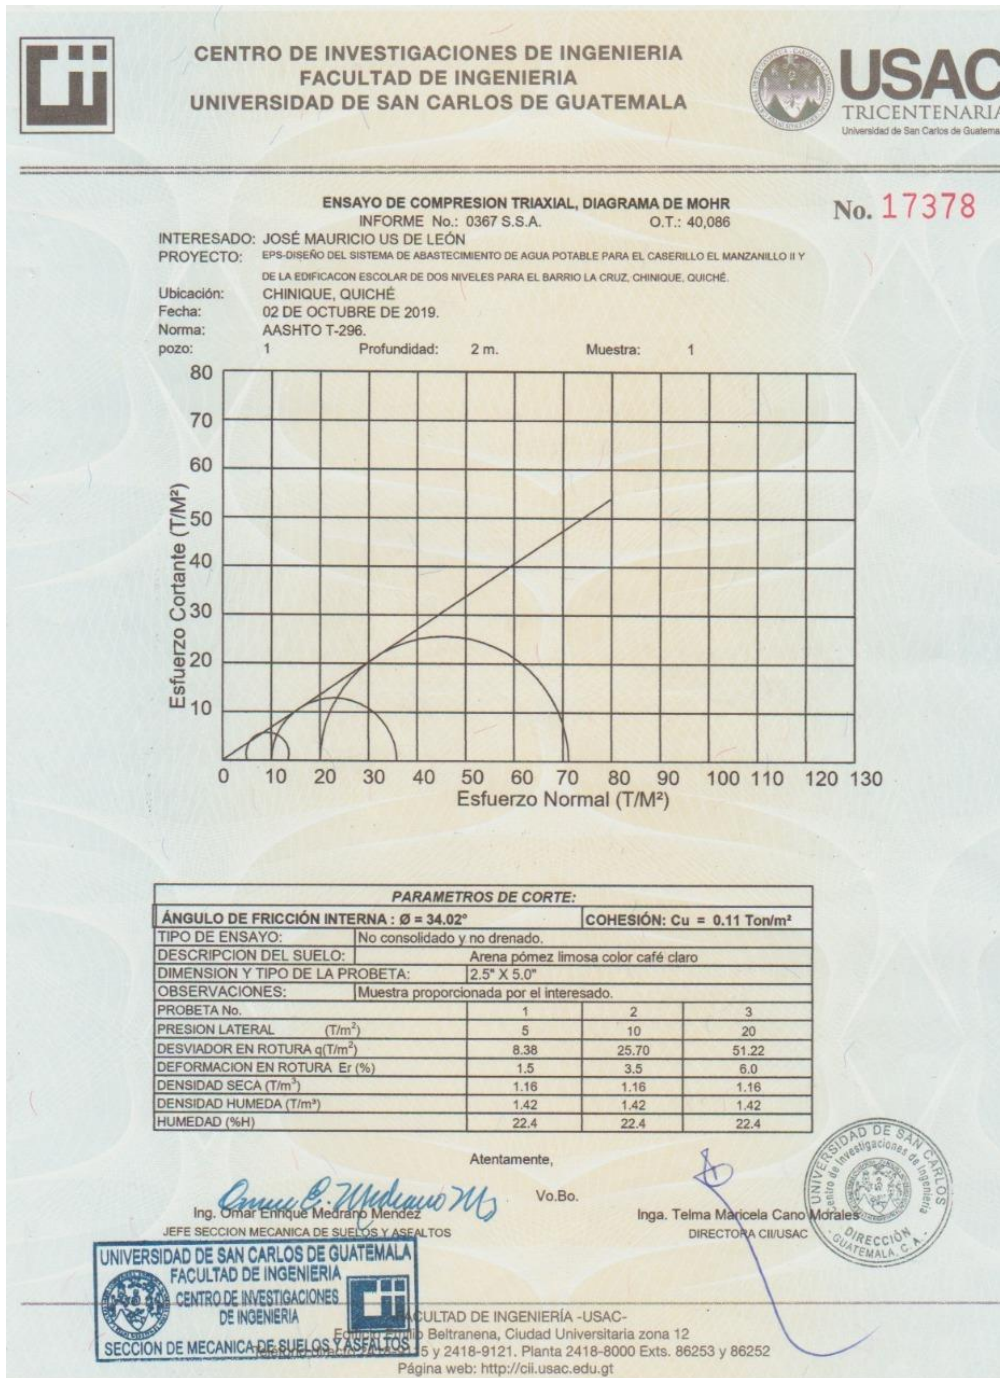 CENTRO DE INVESTIGACIONES DE INGENIERIA
FACULTAD DE INGENIERIA
UNIVERSIDAD DE SAN CARLOS DE GUATEMALA
USAC
TRICENTENARIA
Universidad de San Carlos de Guatemala
ENSAYO DE COMPRESION TRIAXIAL, DIAGRAMA DE MOHR
INFORME No.: 0367 S.S.A. O.T.: 40,086
No. 17378
INTERESADO: JOSÉ MAURICIO US DE LEÓN
PROYECTO: EPS-DISEÑO DEL SISTEMA DE ABASTECIMIENTO DE AGUA POTABLE PARA EL CASERILLO EL MANZANILLO II Y
DE LA EDIFICACON ESCOLAR DE DOS NIVELES PARA EL BARRIO LA CRUZ, CHINIQUE, QUICHÉ.
Ubicación: CHINIQUE, QUICHÉ
Fecha: 02 DE OCTUBRE DE 2019.
Norma: AASHTO T-296.
pozo: 1 Profundidad: 2 m. Muestra: 1
80
70
60
50
40
30
20
10
Esfuerzo Cortante (T/M²)
0 10 20 30 40 50 60 70 80 90 100 110 120 130
Esfuerzo Normal (T/M²)
PARAMETROS DE CORTE:
ÁNGULO DE FRICCIÓN INTERNA : Ø = 34.02° COHESIÓN: Cu = 0.11 Ton/m²
TIPO DE ENSAYO: No consolidado y no drenado.
DESCRIPCION DEL SUELO: Arena pómez limosa color café claro
DIMENSION Y TIPO DE LA PROBETA: 2.5" X 5.0"
OBSERVACIONES: Muestra proporcionada por el interesado.
PROBETA No. 1 2 3
PRESION LATERAL (T/m²) 5 10 20
DESVIADOR EN ROTURA q(T/m²) 8.38 25.70 51.22
DEFORMACION EN ROTURA Er (%) 1.5 3.5 6.0
DENSIDAD SECA (T/m³) 1.16 1.16 1.16
DENSIDAD HUMEDA (T/m³) 1.42 1.42 1.42
HUMEDAD (%H) 22.4 22.4 22.4
Atentamente,
Vo.Bo.
Ing. Omar Enrique Medrano Mendez
JEFE SECCION MECANICA DE SUELOS Y ASFALTOS
Inga. Telma Maricela Cano Morales
DIRECTORA CII/USAC
UNIVERSIDAD DE SAN CARLOS
Centro de Investigaciones de Ingenieria
DIRECCIÓN
GUATEMALA, C. A.
UNIVERSIDAD DE SAN CARLOS DE GUATEMALA
FACULTAD DE INGENIERIA
CENTRO DE INVESTIGACIONES
DE INGENIERIA
SECCION DE MECANICA DE SUELOS Y ASFALTOS
FACULTAD DE INGENIERÍA -USAC-
Edificio Emilio Beltranena, Ciudad Universitaria zona 12
y 2418-9121. Planta 2418-8000 Exts. 86253 y 86252
Página web: http://cii.usac.edu.gt